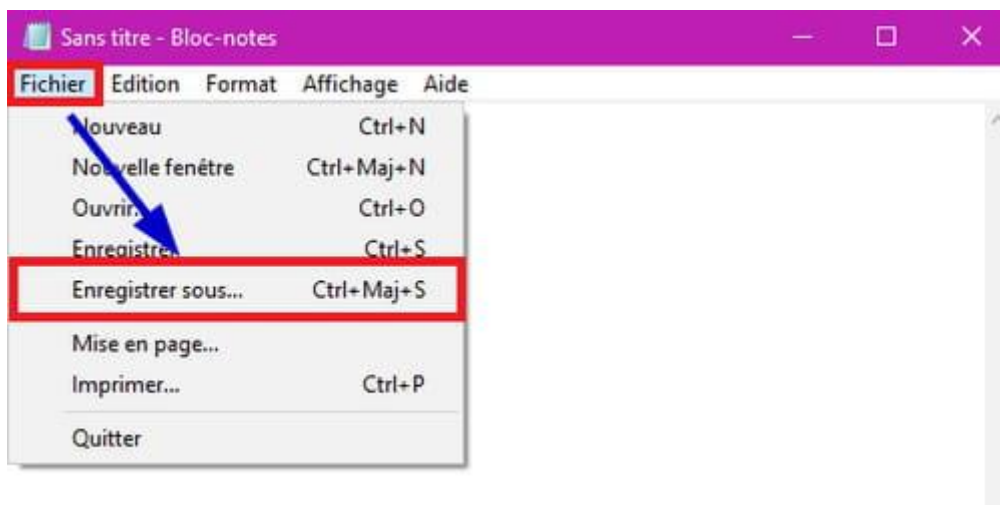 Sans titre - Bloc-notes
Fichier Edition Format Affichage Aide
Nouveau Ctrl+N
Nouvelle fenêtre Ctrl+Maj+N
Ouvrir... Ctrl+O
Enregistrer Ctrl+S
Enregistrer sous... Ctrl+Maj+S
Mise en page...
Imprimer... Ctrl+P
Quitter